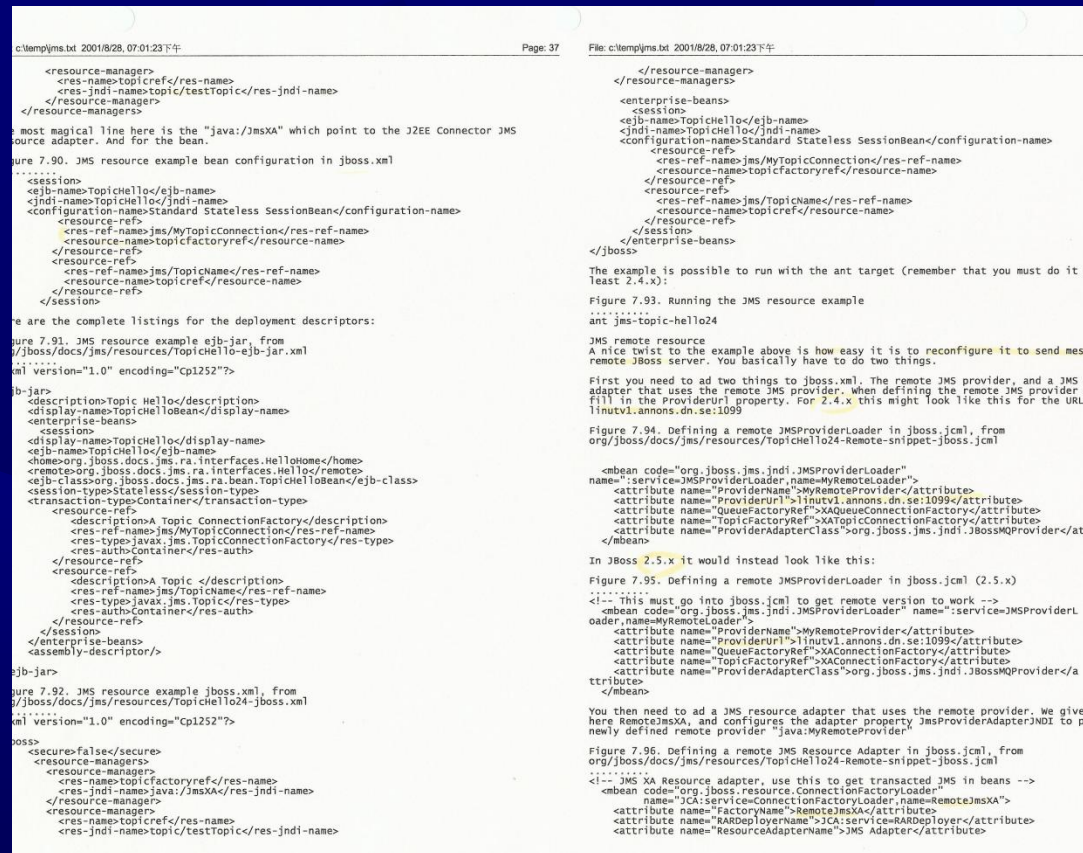 c:\temp\jms.txt 2001/8/28, 07:01:23下午 Page: 37
<resource-manager>
<res-name>topicref</res-name>
<res-jndi-name>topic/testTopic</res-jndi-name>
</resource-manager>
</resource-managers>
e most magical line here is the "java:/JmsXA" which point to the J2EE Connector JMS
source adapter. And for the bean.
gure 7.90. JMS resource example bean configuration in jboss.xml
........
<session>
<ejb-name>TopicHello</ejb-name>
<jndi-name>TopicHello</jndi-name>
<configuration-name>Standard Stateless SessionBean</configuration-name>
<resource-ref>
<res-ref-name>jms/MyTopicConnection</res-ref-name>
<resource-name>topicfactoryref</resource-name>
</resource-ref>
<resource-ref>
<res-ref-name>jms/TopicName</res-ref-name>
<resource-name>topicref</resource-name>
</resource-ref>
</session>
re are the complete listings for the deployment descriptors:
gure 7.91. JMS resource example ejb-jar, from
g/jboss/docs/jms/resources/TopicHello-ejb-jar.xml
........
xml version="1.0" encoding="Cp1252"?>
jb-jar>
<description>Topic Hello</description>
<display-name>TopicHelloBean</display-name>
<enterprise-beans>
<session>
<display-name>TopicHello</display-name>
<ejb-name>TopicHello</ejb-name>
<home>org.jboss.docs.jms.ra.interfaces.HelloHome</home>
<remote>org.jboss.docs.jms.ra.interfaces.Hello</remote>
<ejb-class>org.jboss.docs.jms.ra.bean.TopicHelloBean</ejb-class>
<session-type>Stateless</session-type>
<transaction-type>Container</transaction-type>
<resource-ref>
<description>A Topic ConnectionFactory</description>
<res-ref-name>jms/MyTopicConnection</res-ref-name>
<res-type>javax.jms.TopicConnectionFactory</res-type>
<res-auth>Container</res-auth>
</resource-ref>
<resource-ref>
<description>A Topic </description>
<res-ref-name>jms/TopicName</res-ref-name>
<res-type>javax.jms.Topic</res-type>
<res-auth>Container</res-auth>
</resource-ref>
</session>
</enterprise-beans>
<assembly-descriptor/>
ejb-jar>
gure 7.92. JMS resource example jboss.xml, from
g/jboss/docs/jms/resources/TopicHello24-jboss.xml
........
xml version="1.0" encoding="Cp1252"?>
boss>
<secure>false</secure>
<resource-managers>
<resource-manager>
<res-name>topicfactoryref</res-name>
<res-jndi-name>java:/JmsXA</res-jndi-name>
</resource-manager>
<resource-manager>
<res-name>topicref</res-name>
<res-jndi-name>topic/testTopic</res-jndi-name>
File: c:\temp\jms.txt 2001/8/28, 07:01:23下午
</resource-manager>
</resource-managers>
<enterprise-beans>
<session>
<ejb-name>TopicHello</ejb-name>
<jndi-name>TopicHello</jndi-name>
<configuration-name>Standard Stateless SessionBean</configuration-name>
<resource-ref>
<res-ref-name>jms/MyTopicConnection</res-ref-name>
<resource-name>topicfactoryref</resource-name>
</resource-ref>
<resource-ref>
<res-ref-name>jms/TopicName</res-ref-name>
<resource-name>topicref</resource-name>
</resource-ref>
</session>
</enterprise-beans>
</jboss>
The example is possible to run with the ant target (remember that you must do it
least 2.4.x):
Figure 7.93. Running the JMS resource example
..........
ant jms-topic-hello24
JMS remote resource
A nice twist to the example above is how easy it is to reconfigure it to send mes
remote JBoss server. You basically have to do two things.
First you need to ad two things to jboss.xml. The remote JMS provider, and a JMS
adapter that uses the remote JMS provider. When defining the remote JMS provider
fill in the ProviderUrl property. For 2.4.x this might look like this for the URL
linutv1.annons.dn.se:1099
Figure 7.94. Defining a remote JMSProviderLoader in jboss.jcml, from
org/jboss/docs/jms/resources/TopicHello24-Remote-snippet-jboss.jcml
<mbean code="org.jboss.jms.jndi.JMSProviderLoader"
name=":service=JMSProviderLoader,name=MyRemoteLoader">
<attribute name="ProviderName">MyRemoteProvider</attribute>
<attribute name="ProviderUrl">linutv1.annons.dn.se:1099</attribute>
<attribute name="QueueFactoryRef">XAQueueConnectionFactory</attribute>
<attribute name="TopicFactoryRef">XATopicConnectionFactory</attribute>
<attribute name="ProviderAdapterClass">org.jboss.jms.jndi.JBossMQProvider</at
</mbean>
In JBoss 2.5.x it would instead look like this:
Figure 7.95. Defining a remote JMSProviderLoader in jboss.jcml (2.5.x)
..........
<!-- This must go into jboss.jcml to get remote version to work -->
<mbean code="org.jboss.jms.jndi.JMSProviderLoader" name=":service=JMSProviderL
oader,name=MyRemoteLoader">
<attribute name="ProviderName">MyRemoteProvider</attribute>
<attribute name="ProviderUrl">linutv1.annons.dn.se:1099</attribute>
<attribute name="QueueFactoryRef">XAConnectionFactory</attribute>
<attribute name="TopicFactoryRef">XAConnectionFactory</attribute>
<attribute name="ProviderAdapterClass">org.jboss.jms.jndi.JBossMQProvider</a
ttribute>
</mbean>
You then need to ad a JMS resource adapter that uses the remote provider. We give
here RemoteJmsXA, and configures the adapter property JmsProviderAdapterJNDI to p
newly defined remote provider "java:MyRemoteProvider"
Figure 7.96. Defining a remote JMS Resource Adapter in jboss.jcml, from
org/jboss/docs/jms/resources/TopicHello24-Remote-snippet-jboss.jcml
..........
<!-- JMS XA Resource adapter, use this to get transacted JMS in beans -->
<mbean code="org.jboss.resource.ConnectionFactoryLoader"
name="JCA:service=ConnectionFactoryLoader,name=RemoteJmsXA">
<attribute name="FactoryName">RemoteJmsXA</attribute>
<attribute name="RARDeployerName">JCA:service=RARDeployer</attribute>
<attribute name="ResourceAdapterName">JMS Adapter</attribute>